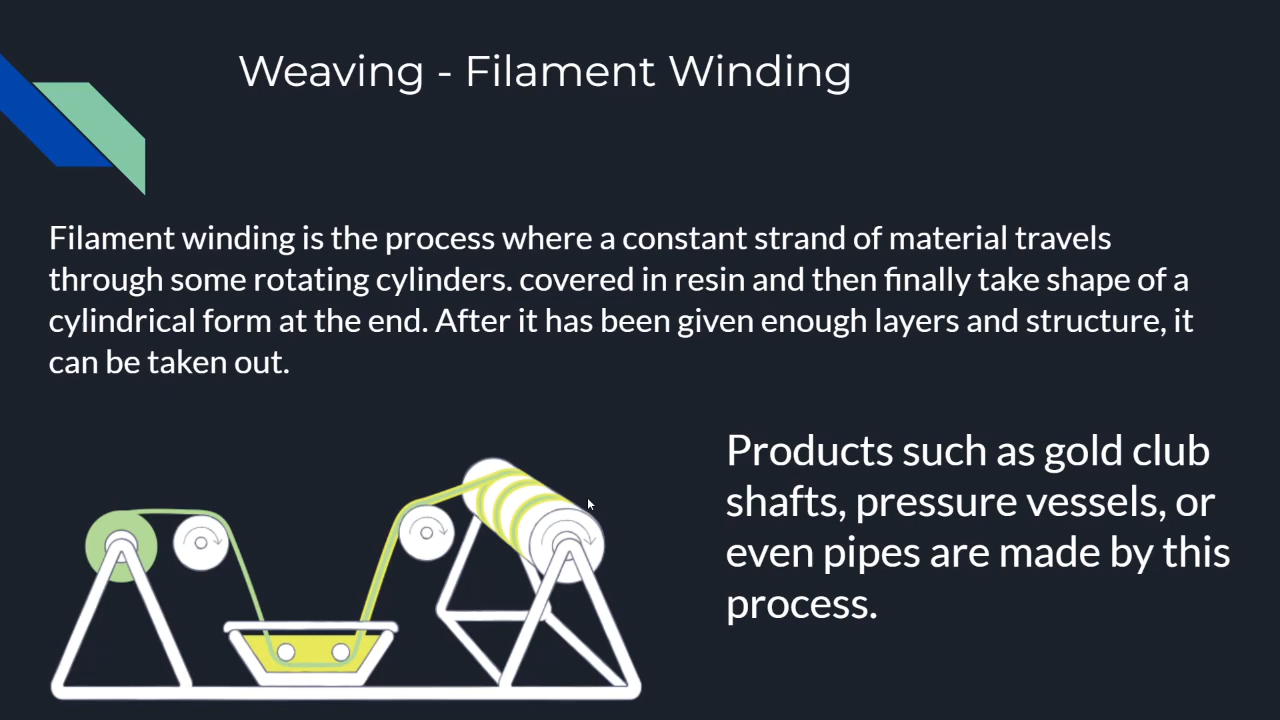 Weaving - Filament Winding
Filament winding is the process where a constant strand of material travels
through some rotating cylinders. covered in resin and then finally take shape of a
cylindrical form at the end. After it has been given enough layers and structure, it
can be taken out.
Products such as gold club
shafts, pressure vessels, or
even pipes are made by this
process.